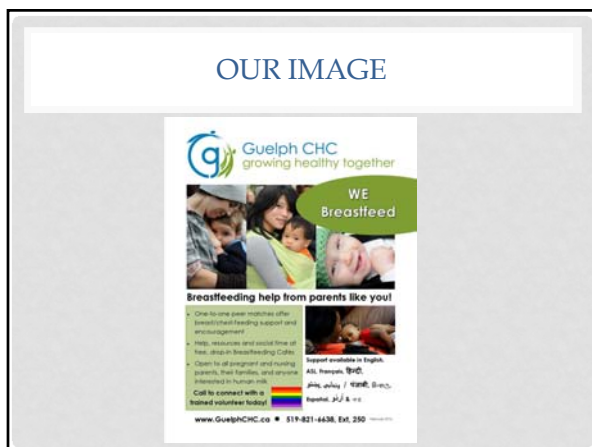 OUR IMAGE
Guelph CHC
growing healthy together
WE
Breastfeed
Breastfeeding help from parents like you!
• One-to-one peer matches offer
breast/chest-feeding support and
encouragement!
• Help, resources and social time at
free, drop-in Breastfeeding Cafés
• Open to all pregnant and nursing
parents, their families, and anyone
interested in human milk
Call to connect with a
trained volunteer today!
Support available in English,
ASL, Français, हिन्दी,
/ ਪੰਜਾਬੀ,
Español, اُردُو &
www.GuelphCHC.ca • 519-821-6638, Ext. 250